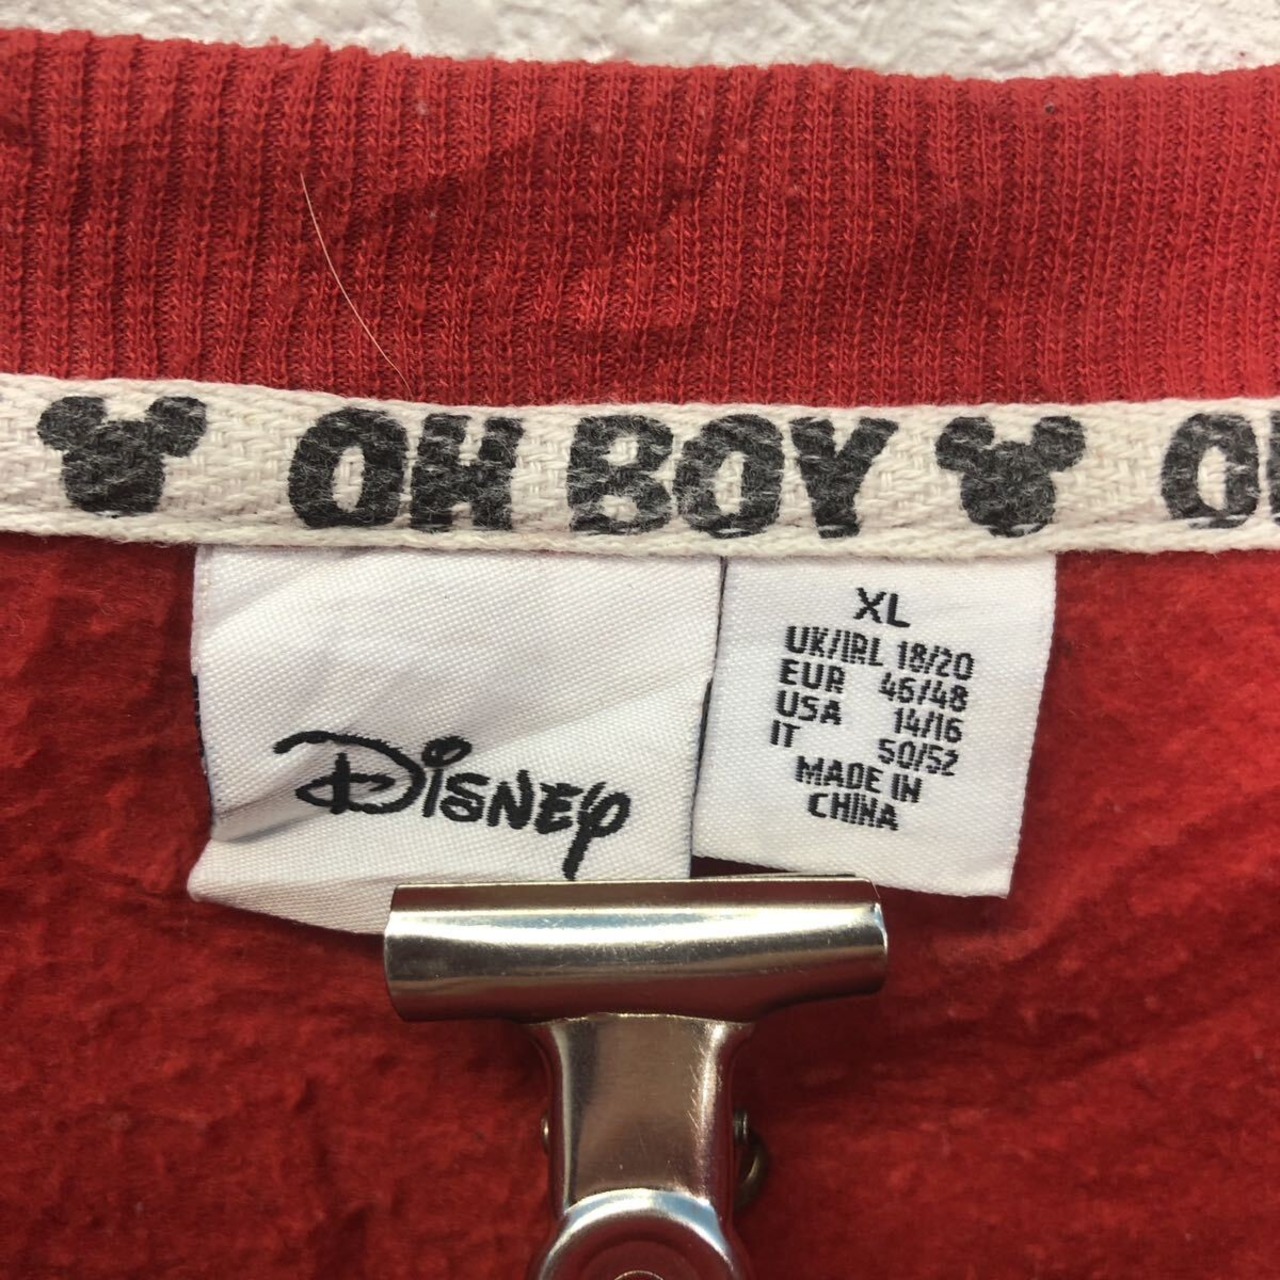 OH BOY
Disney
XL
UK/IRL 18/20
EUR 46/48
USA 14/16
IT 50/52
MADE IN
CHINA